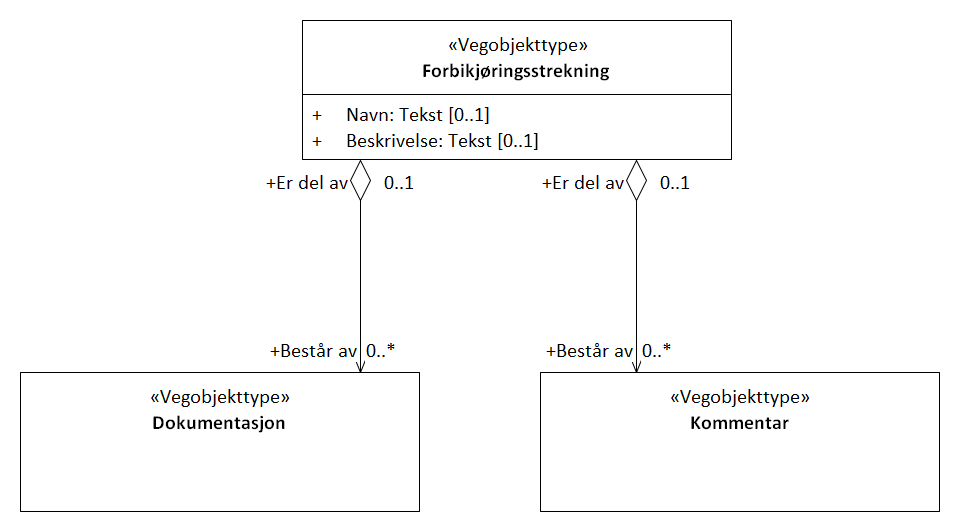 «Vegobjekttype»
Forbikjøringsstrekning
+ Navn: Tekst [0..1]
+ Beskrivelse: Tekst [0..1]
+Er del av 0..1
+Er del av 0..1
+Består av 0..*
+Består av 0..*
«Vegobjekttype»
Dokumentasjon
«Vegobjekttype»
Kommentar